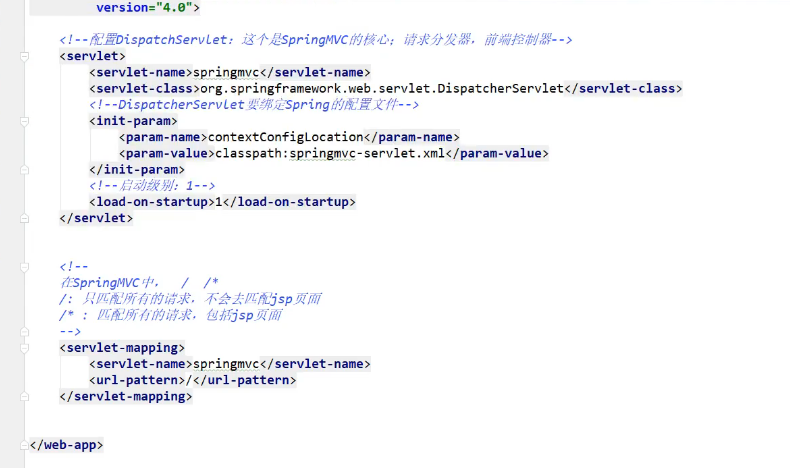 version="4.0">
<!--配置DispatchServlet：这个是SpringMVC的核心；请求分发器，前端控制器-->
<servlet>
<servlet-name>springmvc</servlet-name>
<servlet-class>org.springframework.web.servlet.DispatcherServlet</servlet-class>
<!--DispatcherServlet要绑定Spring的配置文件-->
<init-param>
<param-name>contextConfigLocation</param-name>
<param-value>classpath:springmvc-servlet.xml</param-value>
</init-param>
<!--启动级别：1-->
<load-on-startup>1</load-on-startup>
</servlet>
<!--
在SpringMVC中， / /*
/: 只匹配所有的请求，不会去匹配jsp页面
/* : 匹配所有的请求，包括jsp页面
-->
<servlet-mapping>
<servlet-name>springmvc</servlet-name>
<url-pattern>/</url-pattern>
</servlet-mapping>
</web-app>